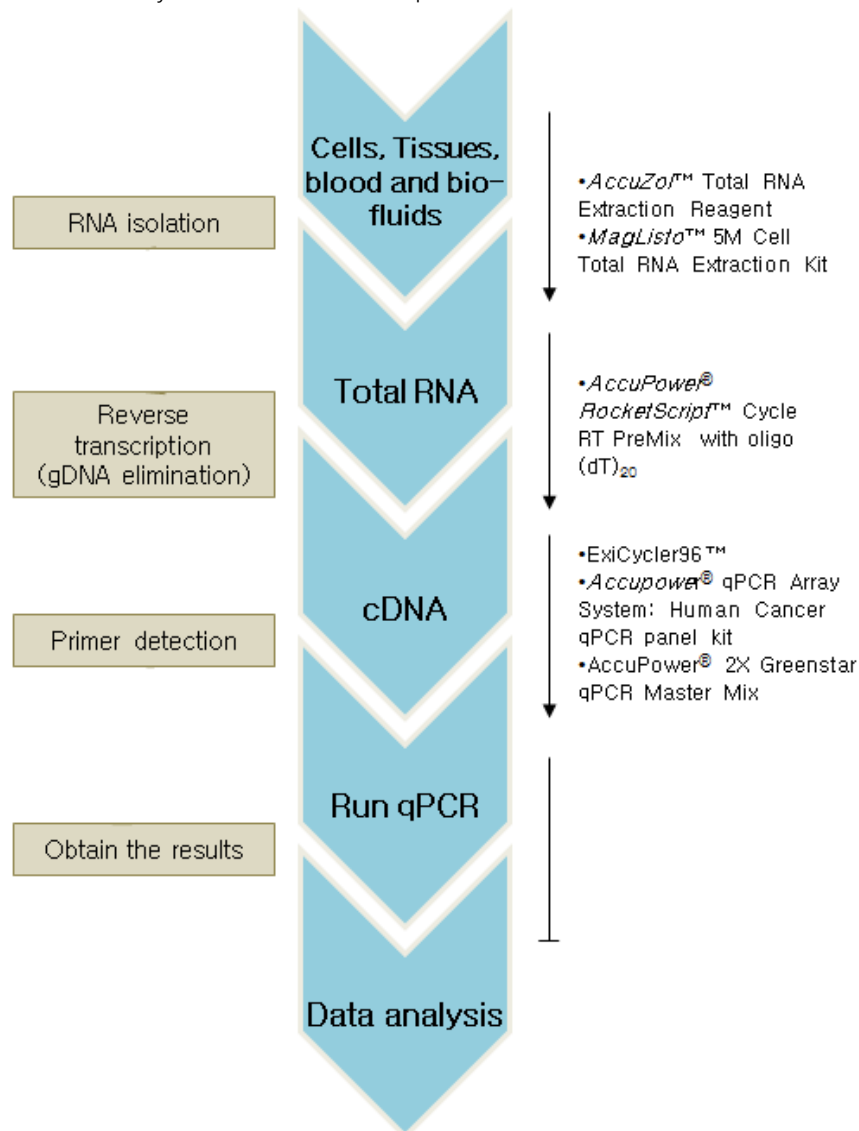 Cells, Tissues,
blood and bio-
fluids
RNA isolation
•AccuZol™ Total RNA
Extraction Reagent
•MagListo™ 5M Cell
Total RNA Extraction Kit
Total RNA
Reverse
transcription
(gDNA elimination)
•AccuPower®
RocketScript™ Cycle
RT PreMix with oligo
(dT)20
cDNA
Primer detection
•ExiCycler96™
•Accupower® qPCR Array
System: Human Cancer
qPCR panel kit
•AccuPower® 2X Greenstar
qPCR Master Mix
Run qPCR
Obtain the results
Data analysis